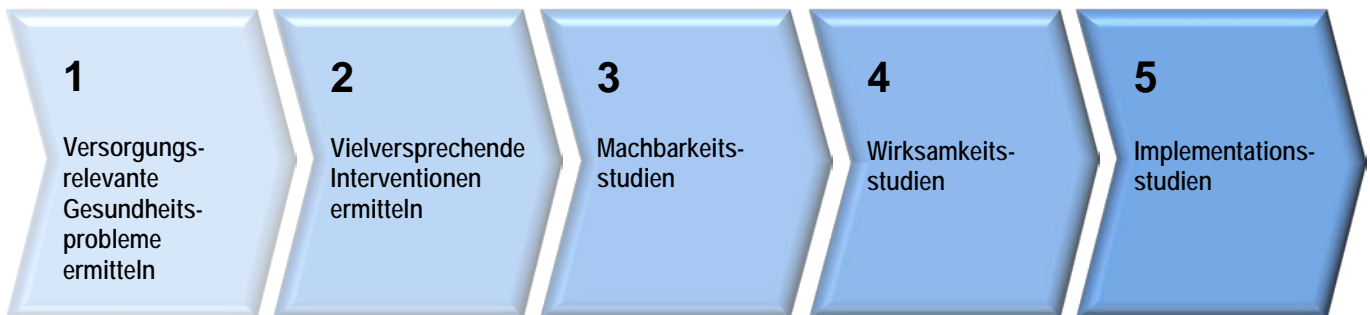 1
Versorgungs-
relevante
Gesundheits-
probleme
ermitteln
2
Vielversprechende
Interventionen
ermitteln
3
Machbarkeits-
studien
4
Wirksamkeits-
studien
5
Implementations-
studien